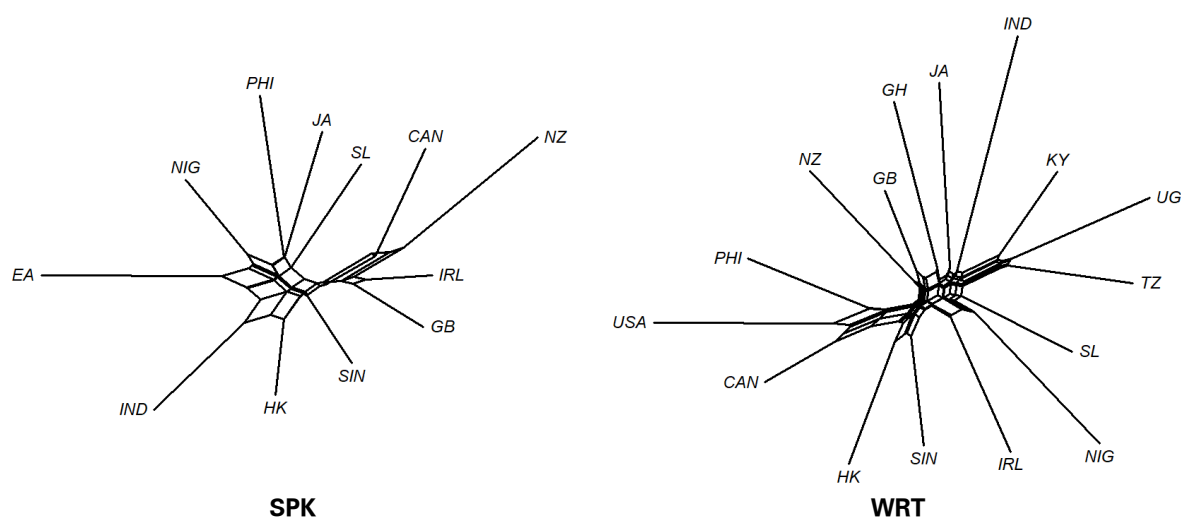 PHI
JA
SL
CAN
NZ
NIG
EA
IRL
GB
SIN
HK
IND
SPK
IND
JA
GH
NZ
GB
KY
UG
PHI
TZ
USA
SL
CAN
HK
SIN
IRL
NIG
WRT